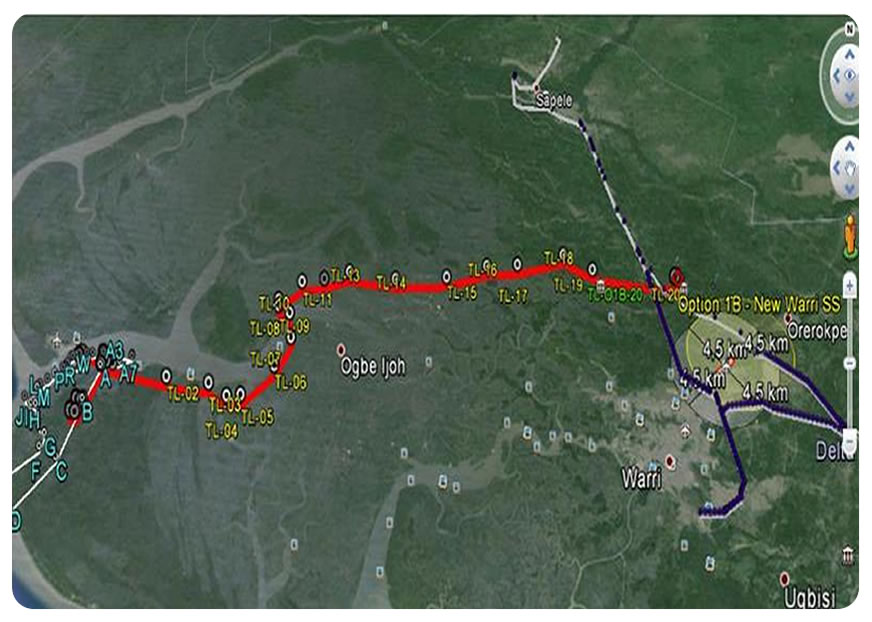 N
Sapele
TL-18
TL-16
TL-13
TL-14
TL-15
TL-17
TL-19
TL-O1B-20
TL-20
TL-10
TL-11
TL-08
TL-09
Option 1B - New Warri SS
Ororokpe
4.5 km
4.5 km
4.5 km
4.5 km
TL-07
TL-06
Ogbe Ijoh
A3
W
A
A7
PR
L
M
JIH
B
TL-02
TL-03
TL-05
TL-04
G
F
C
D
Warri
Delta
Ugbisi